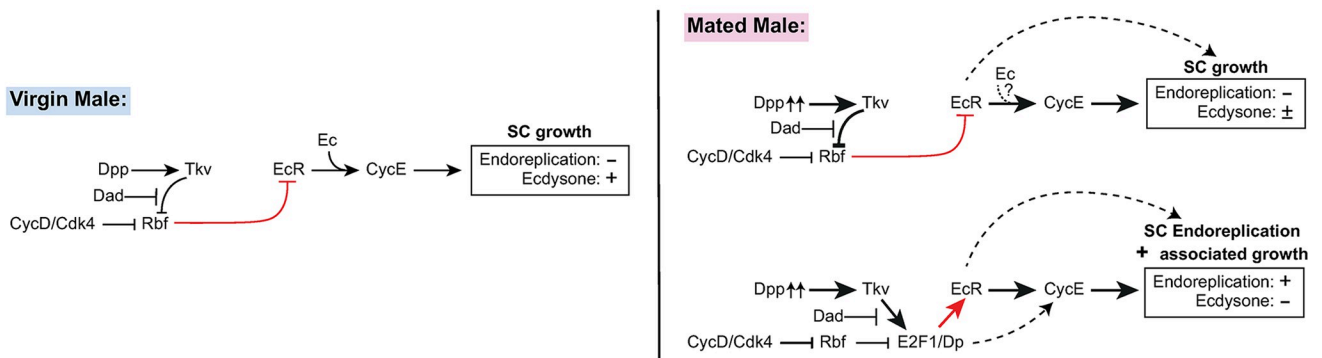 Virgin Male:
Dpp Tkv
Dad
CycD/Cdk4 Rbf
EcR Ec CycE
SC growth
Endoreplication: –
Ecdysone: +
Mated Male:
Dpp↑↑ Tkv
Dad
CycD/Cdk4 Rbf
EcR Ec ? CycE
SC growth
Endoreplication: –
Ecdysone: ±
Dpp↑↑ Tkv
Dad
CycD/Cdk4 Rbf E2F1/Dp
EcR CycE
SC Endoreplication
+ associated growth
Endoreplication: +
Ecdysone: –